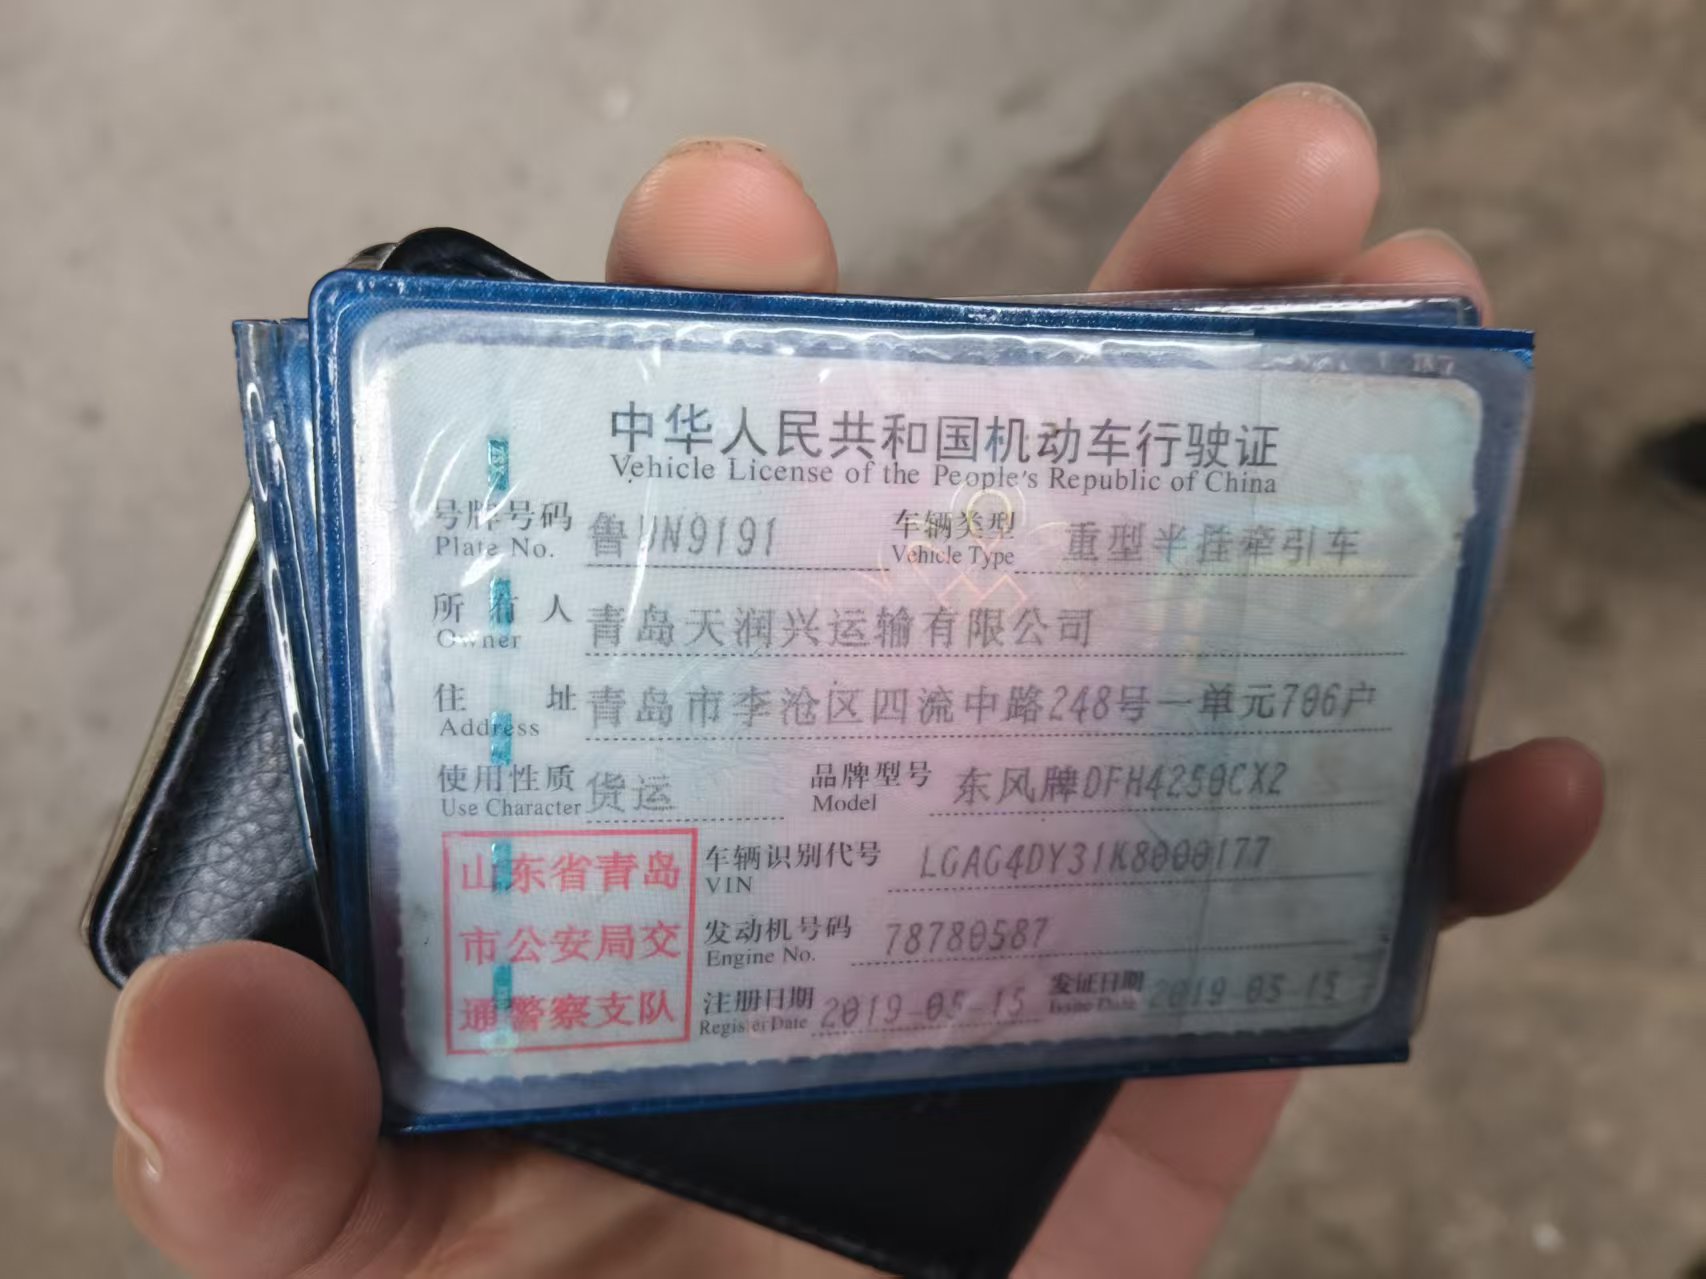 中华人民共和国机动车行驶证
Vehicle License of the People's Republic of China
号牌号码 鲁UN9191 车辆类型 重型半挂牵引车
Plate No. Vehicle Type
所有人 青岛天润兴运输有限公司
Owner
住址 青岛市李沧区四流中路248号一单元706户
Address
使用性质 货运 品牌型号 东风牌DFH4250CX2
Use Character Model
山东省青岛
市公安局交
通警察支队
车辆识别代号 LGAG4DY31K8000177
VIN
发动机号码 78780587
Engine No.
注册日期 2019-05-15 发证日期 2019-05-15
Register Date Issue Date